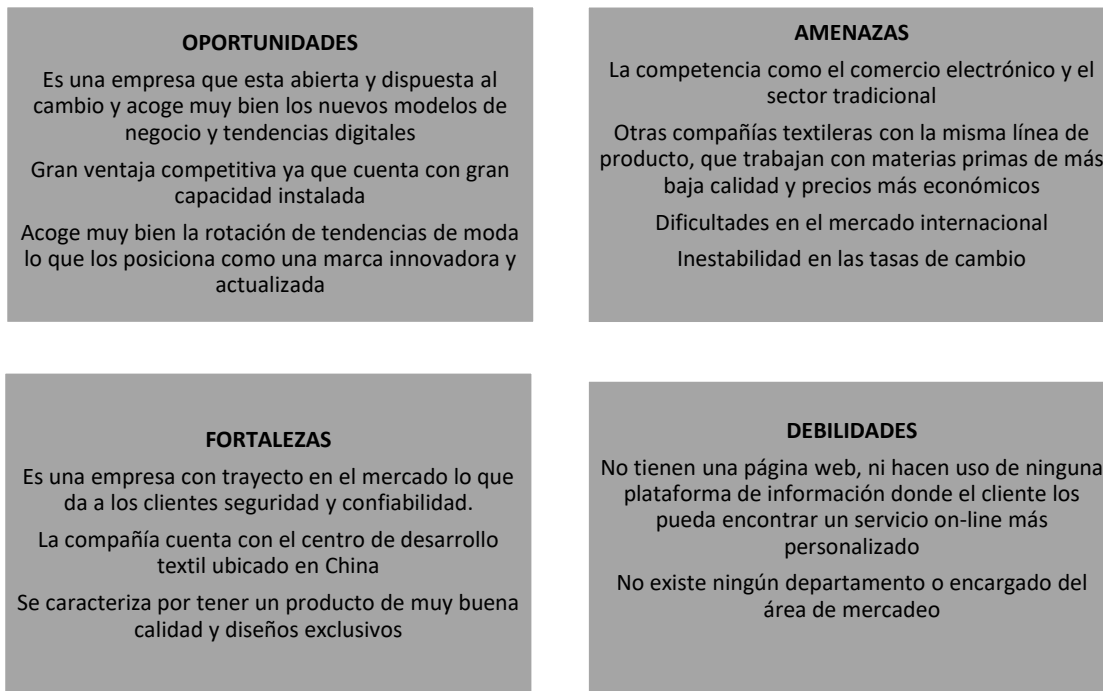 OPORTUNIDADES
Es una empresa que esta abierta y dispuesta al
cambio y acoge muy bien los nuevos modelos de
negocio y tendencias digitales
Gran ventaja competitiva ya que cuenta con gran
capacidad instalada
Acoge muy bien la rotación de tendencias de moda
lo que los posiciona como una marca innovadora y
actualizada
AMENAZAS
La competencia como el comercio electrónico y el
sector tradicional
Otras compañías textileras con la misma línea de
producto, que trabajan con materias primas de más
baja calidad y precios más económicos
Dificultades en el mercado internacional
Inestabilidad en las tasas de cambio
FORTALEZAS
Es una empresa con trayecto en el mercado lo que
da a los clientes seguridad y confiabilidad.
La compañía cuenta con el centro de desarrollo
textil ubicado en China
Se caracteriza por tener un producto de muy buena
calidad y diseños exclusivos
DEBILIDADES
No tienen una página web, ni hacen uso de ninguna
plataforma de información donde el cliente los
pueda encontrar un servicio on-line más
personalizado
No existe ningún departamento o encargado del
área de mercadeo